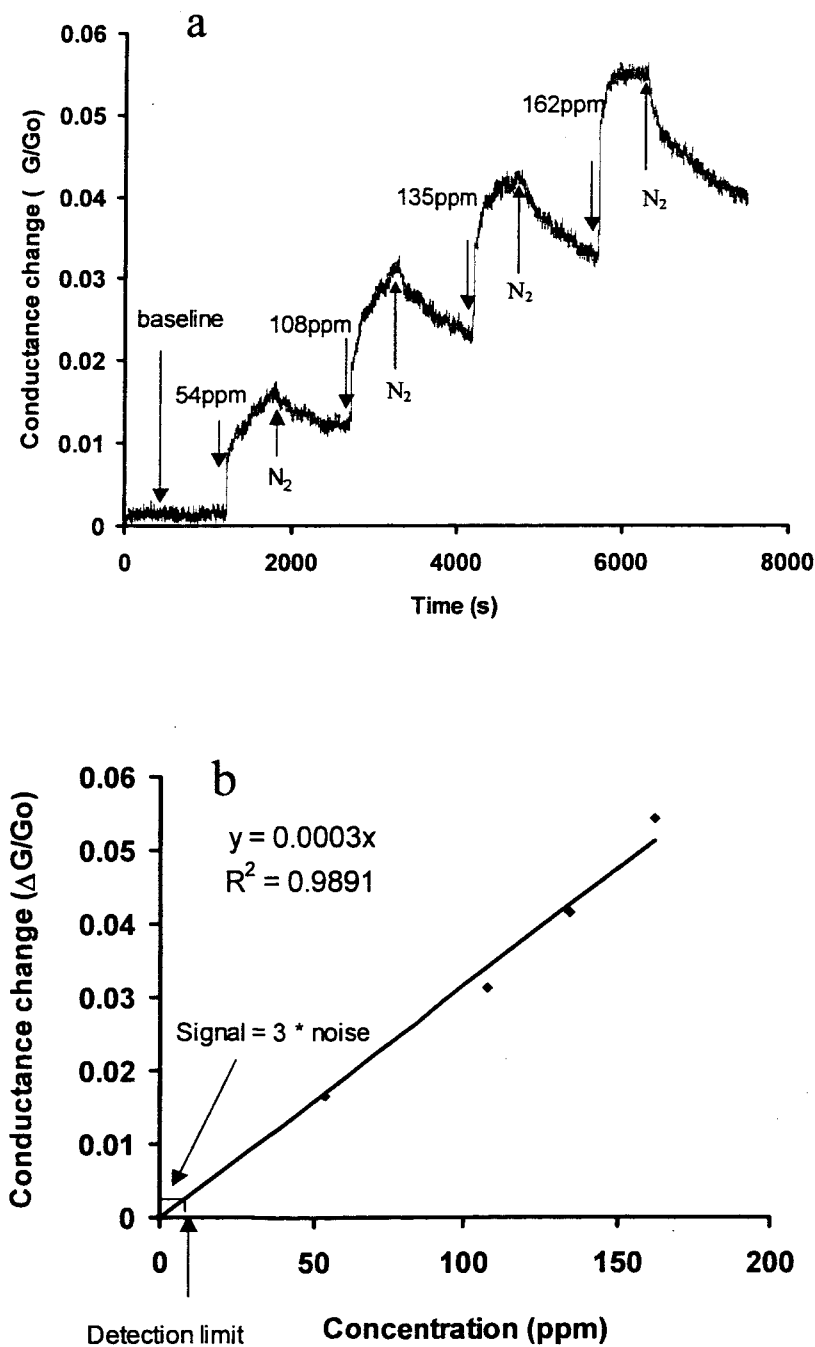 a
0.06
0.05
0.04
0.03
0.02
0.01
0
Conductance change ( G/Go)
162ppm
135ppm
108ppm
54ppm
baseline
N₂
N₂
N₂
N₂
0 2000 4000 6000 8000
Time (s)
b
0.06
0.05
0.04
0.03
0.02
0.01
0
Conductance change (ΔG/Go)
y = 0.0003x
R² = 0.9891
Signal = 3 * noise
0 50 100 150 200
Detection limit
Concentration (ppm)